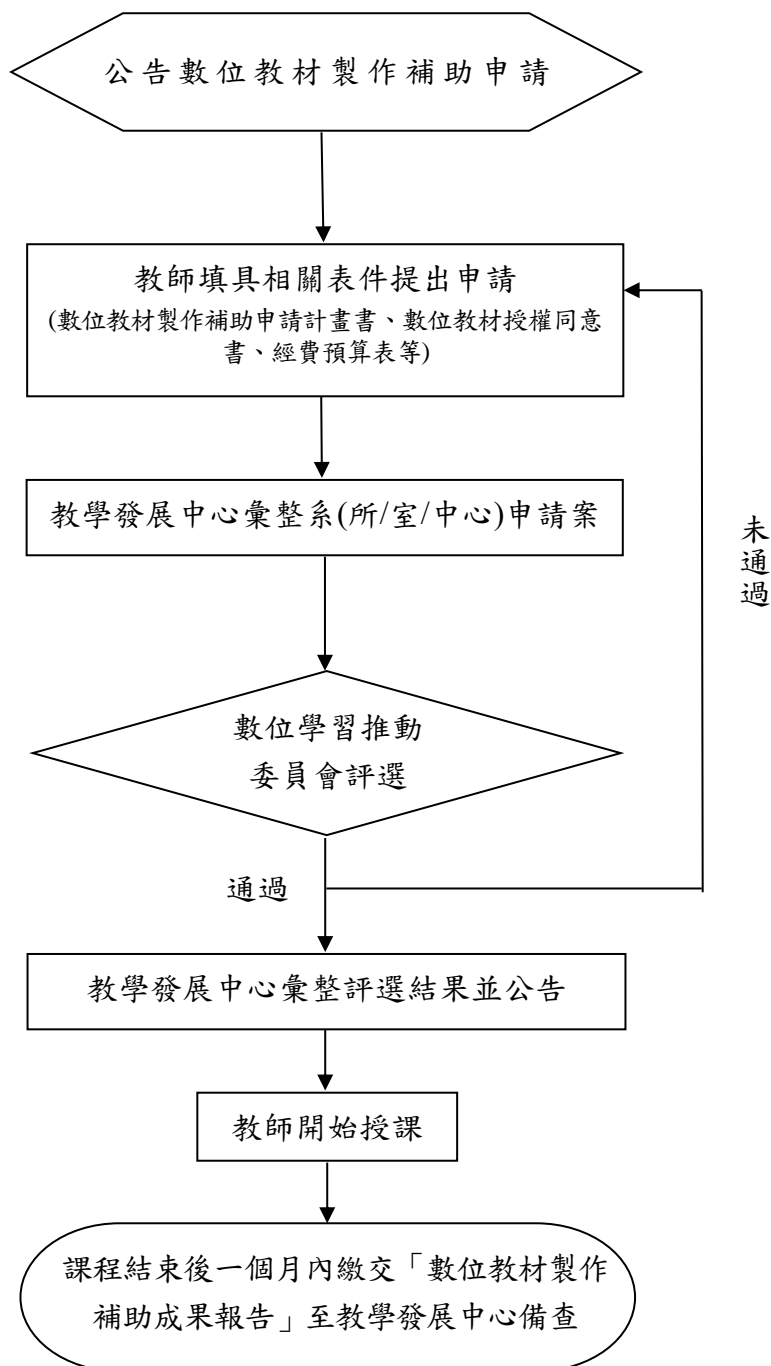 公告數位教材製作補助申請
教師填具相關表件提出申請
(數位教材製作補助申請計畫書、數位教材授權同意
書、經費預算表等)
教學發展中心彙整系(所/室/中心)申請案
未通過
數位學習推動
委員會評選
通過
教學發展中心彙整評選結果並公告
教師開始授課
課程結束後一個月內繳交「數位教材製作
補助成果報告」至教學發展中心備查